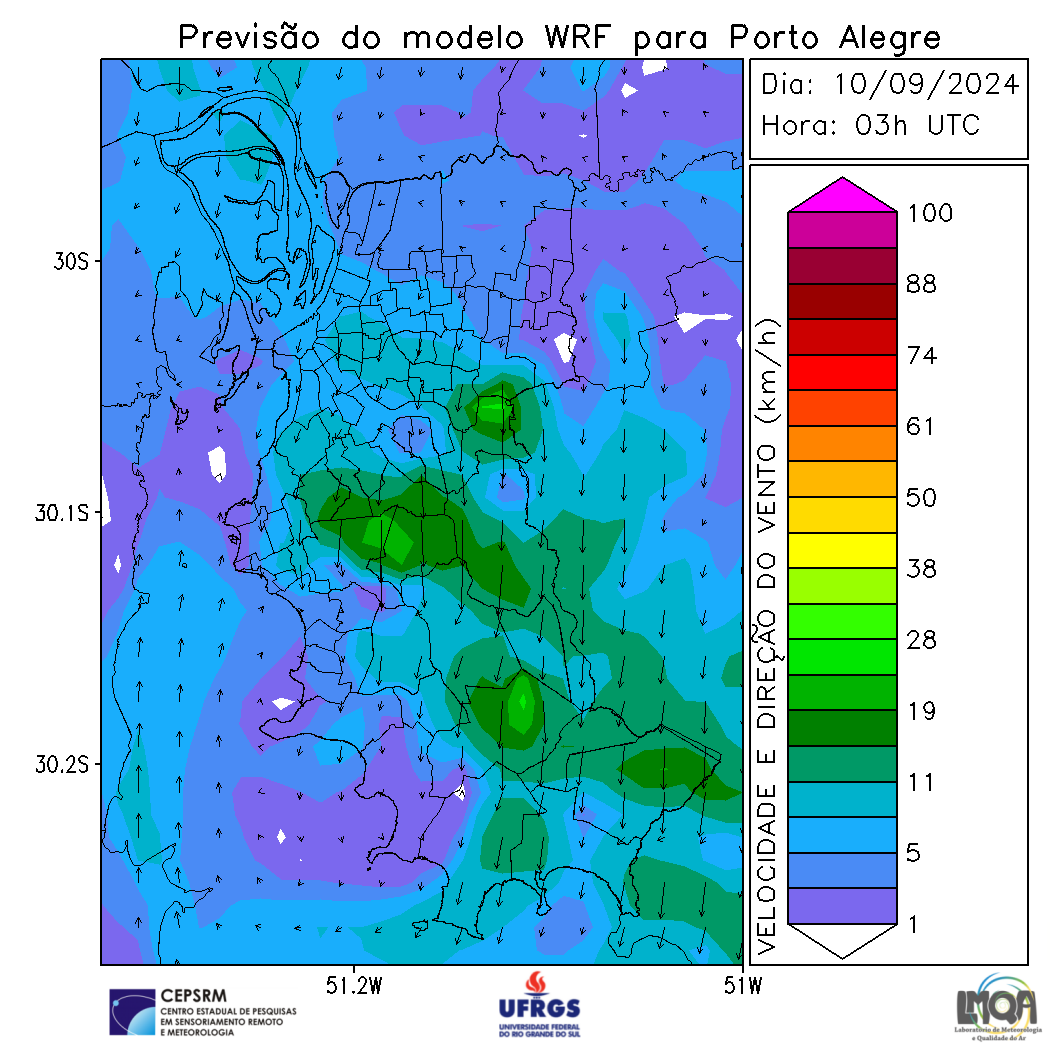 Previsão do modelo WRF para Porto Alegre
Dia: 10/09/2024
Hora: 03h UTC
30S
30.1S
30.2S
51.2W
51W
VELOCIDADE E DIREÇÃO DO VENTO (km/h)
100
88
74
61
50
38
28
19
11
5
1
CEPSRM
CENTRO ESTADUAL DE PESQUISAS
EM SENSORIAMENTO REMOTO
E METEOROLOGIA
UFRGS
UNIVERSIDADE FEDERAL
DO RIO GRANDE DO SUL
LMQA
Laboratório de Meteorologia
e Qualidade do Ar